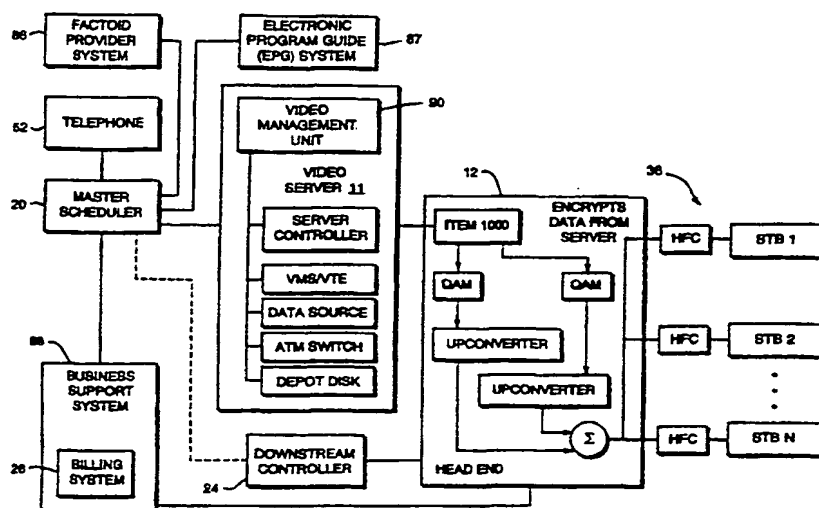 86
FACTOID
PROVIDER
SYSTEM
ELECTRONIC
PROGRAM GUIDE
(EPG) SYSTEM
87
52
TELEPHONE
20
MASTER
SCHEDULER
VIDEO
MANAGEMENT
UNIT
90
VIDEO
SERVER 11
SERVER
CONTROLLER
VMS/VTE
DATA SOURCE
ATM SWITCH
DEPOT DISK
12
ENCRYPTS
DATA FROM
SERVER
ITEM 1000
QAM
QAM
UPCONVERTER
UPCONVERTER
Σ
HEAD END
36
HFC
STB 1
HFC
STB 2
HFC
STB N
BUSINESS
SUPPORT
SYSTEM
26
BILLING
SYSTEM
DOWNSTREAM
CONTROLLER
24